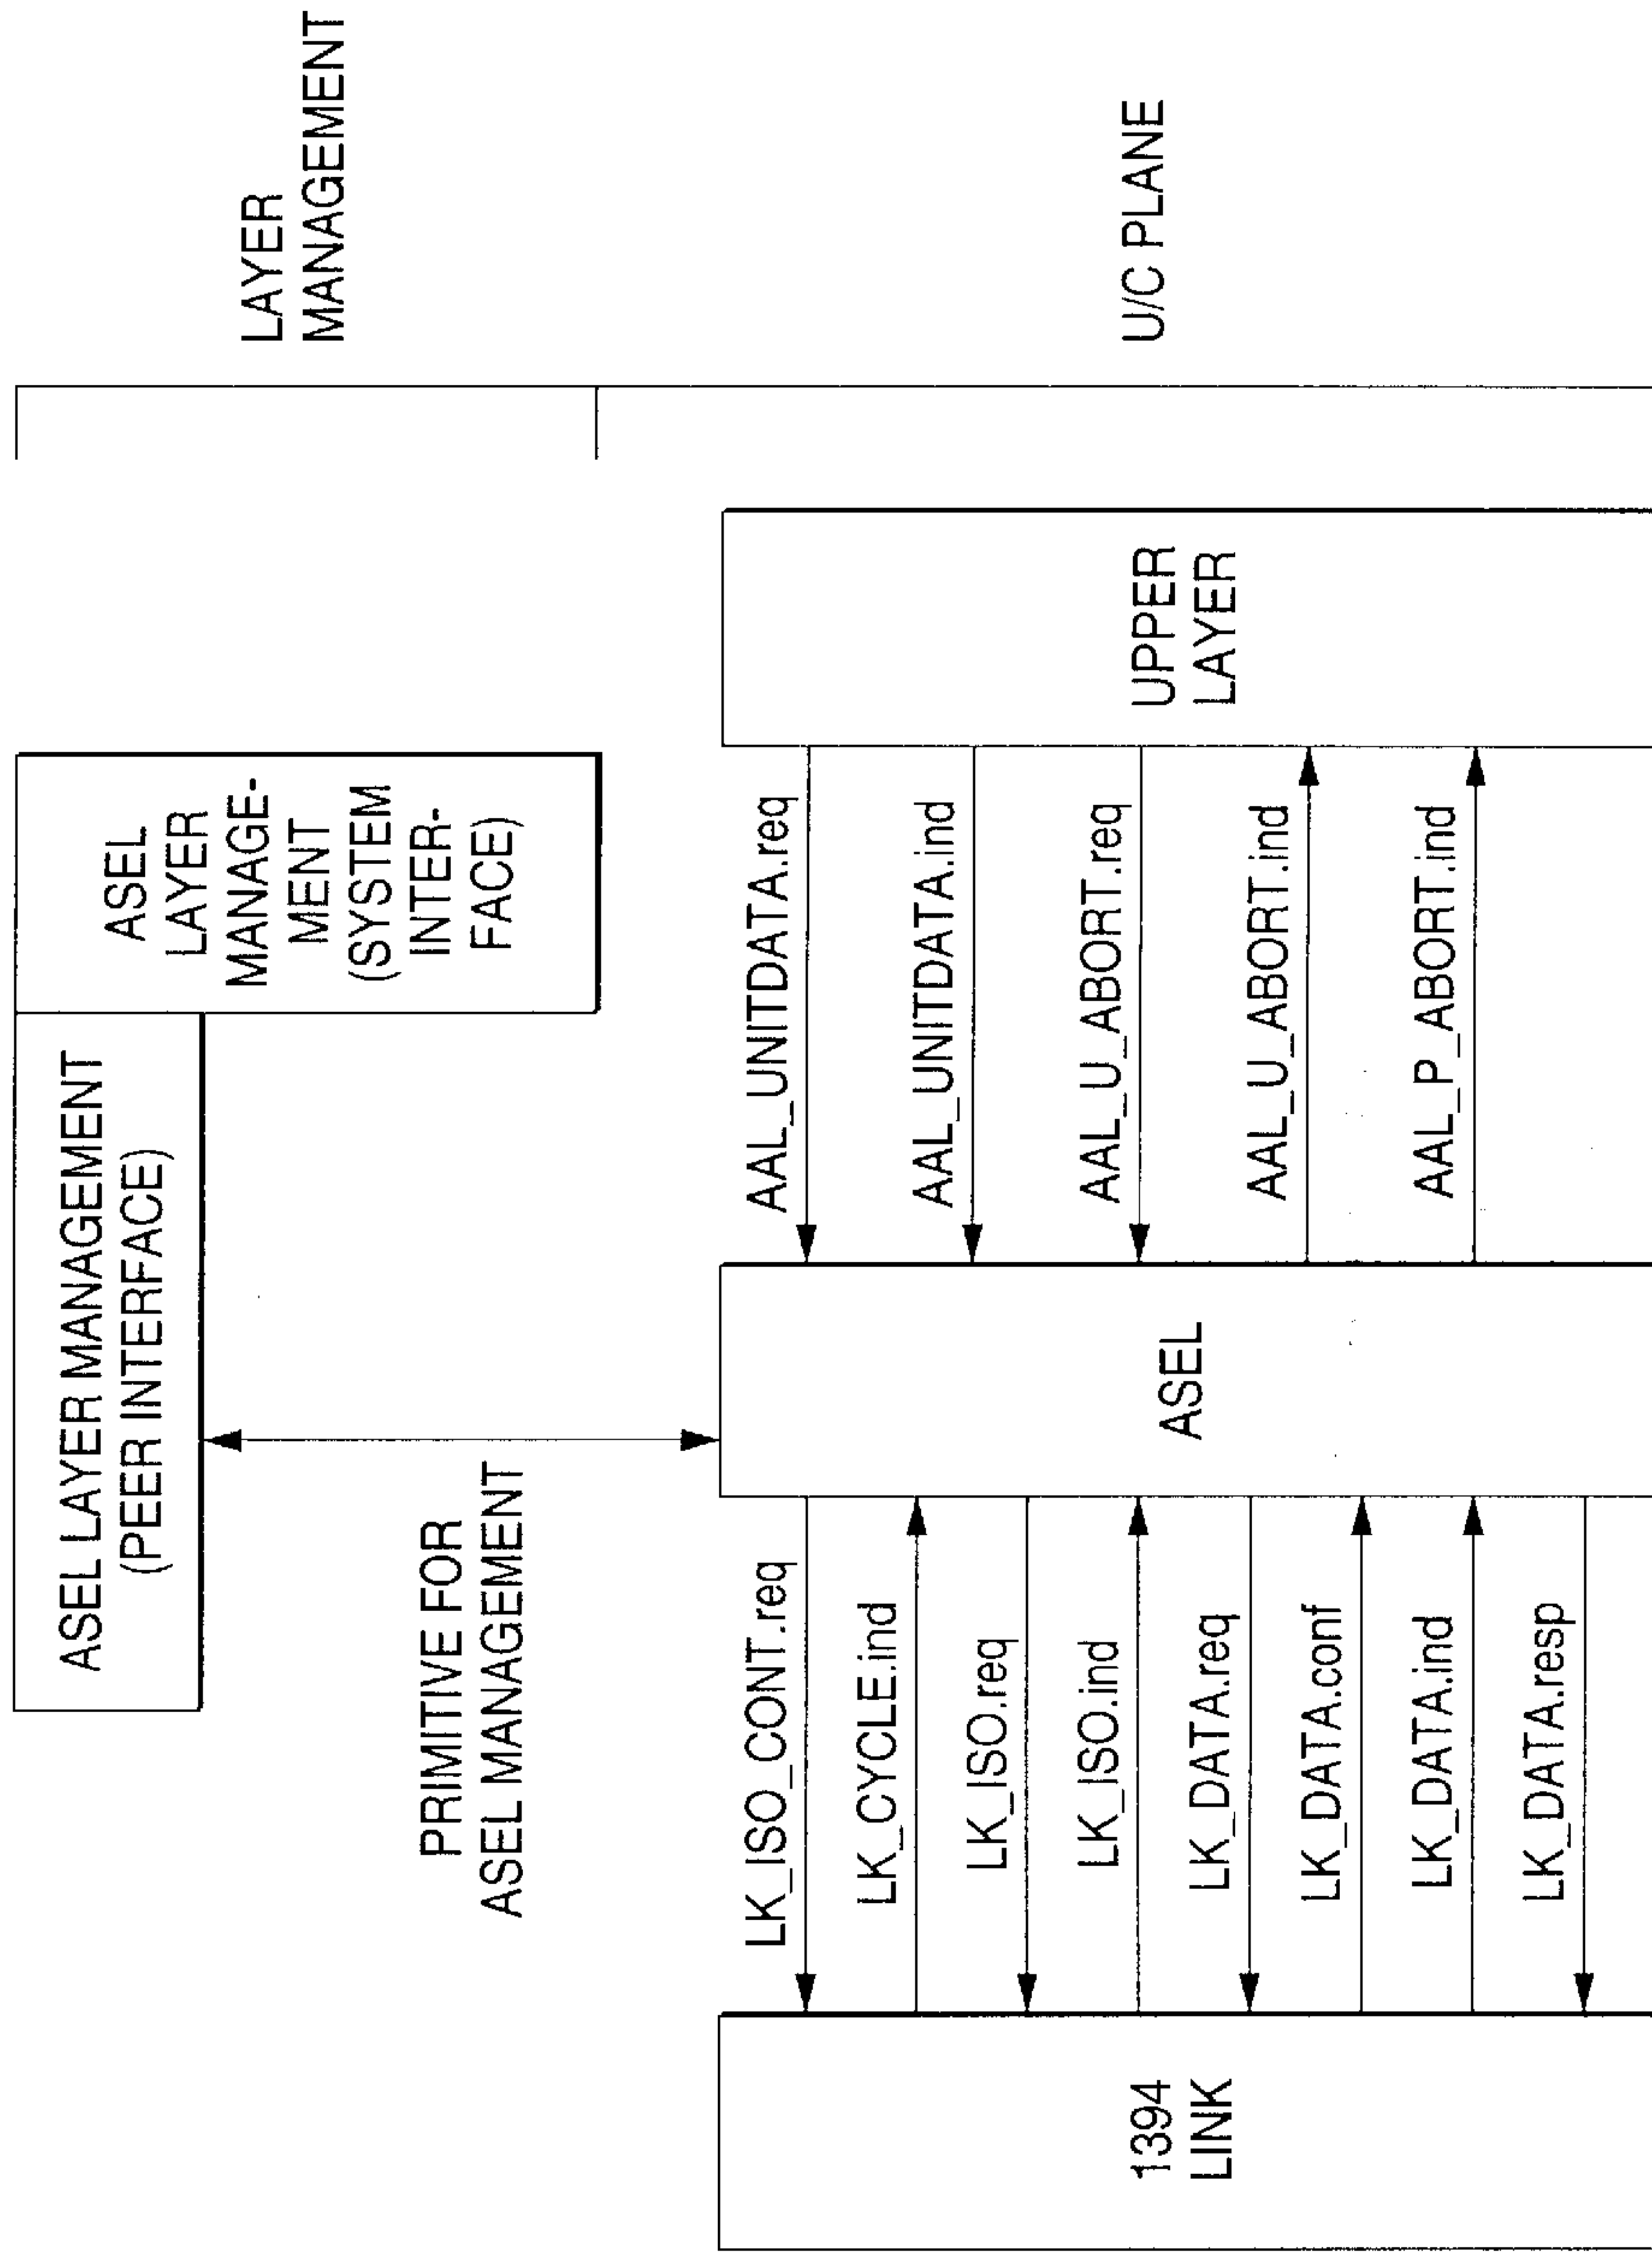 LAYER
MANAGEMENT
U/C PLANE
ASEL
LAYER
MANAGE-
MENT
(SYSTEM
INTER-
FACE)
UPPER
LAYER
ASEL LAYER MANAGEMENT
(PEER INTERFACE)
AAL_UNITDATA.req
AAL_UNITDATA.ind
AAL_U_ABORT.req
AAL_U_ABORT.ind
AAL_P_ABORT.ind
PRIMITIVE FOR
ASEL MANAGEMENT
ASEL
LK_ISO_CONT.req
LK_CYCLE.ind
LK_ISO.req
LK_ISO.ind
LK_DATA.req
LK_DATA.conf
LK_DATA.ind
LK_DATA.resp
1394
LINK